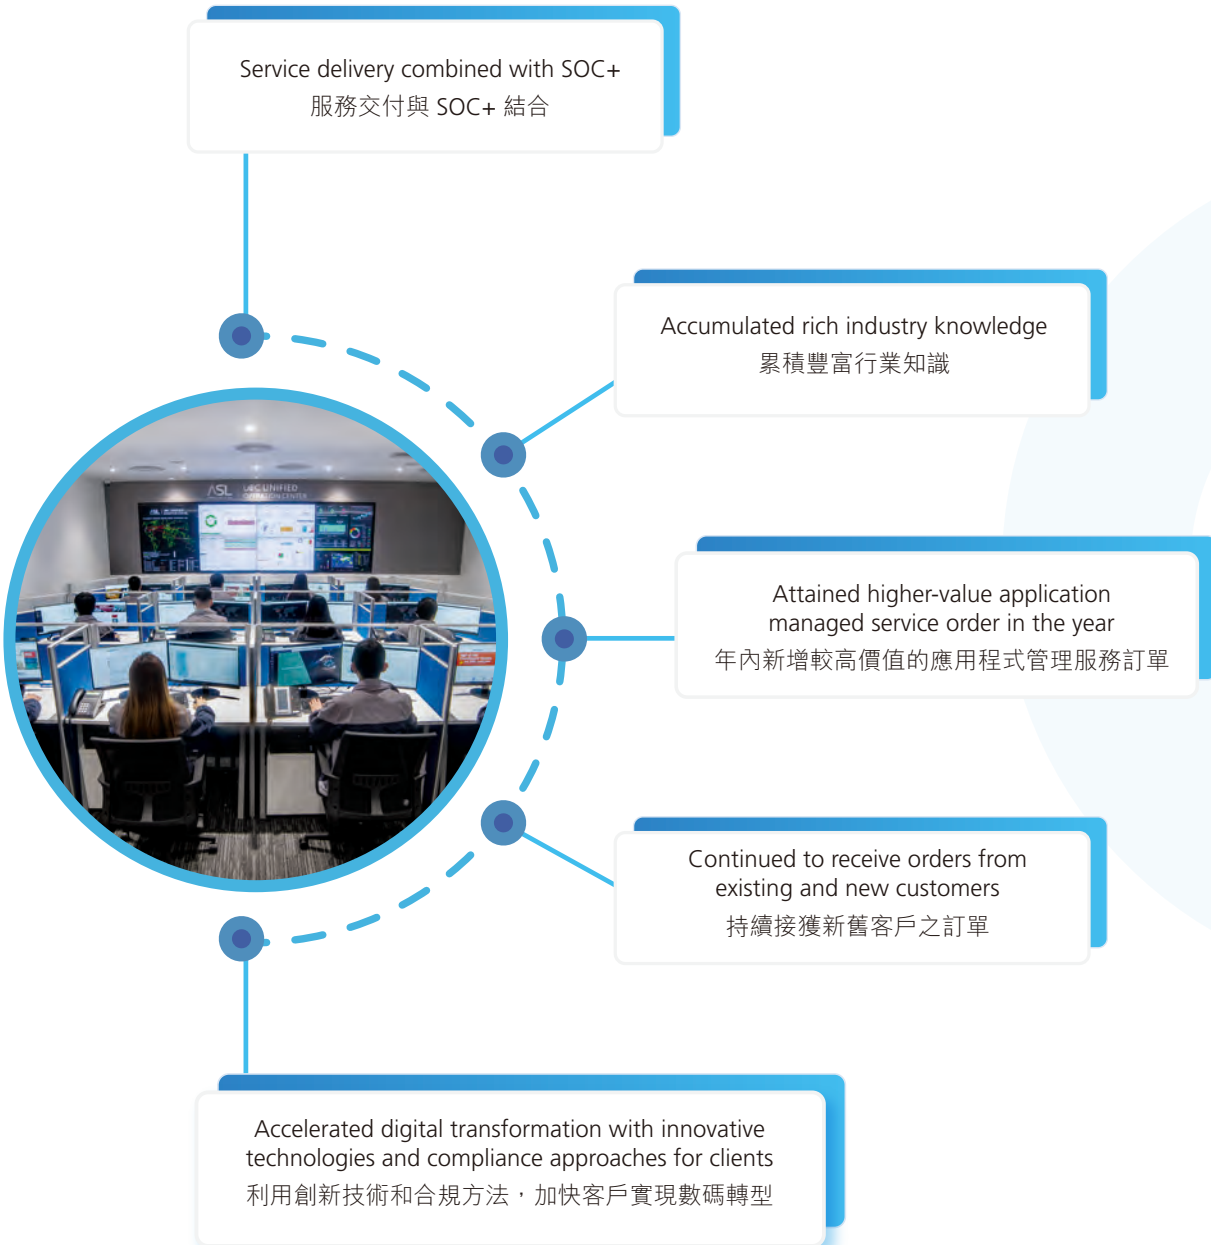 Service delivery combined with SOC+
服務交付與 SOC+ 結合
Accumulated rich industry knowledge
累積豐富行業知識
ASL UOC UNIFIED
OPERATION CENTER
Attained higher-value application
managed service order in the year
年內新增較高價值的應用程式管理服務訂單
Continued to receive orders from
existing and new customers
持續接獲新舊客戶之訂單
Accelerated digital transformation with innovative
technologies and compliance approaches for clients
利用創新技術和合規方法，加快客戶實現數碼轉型